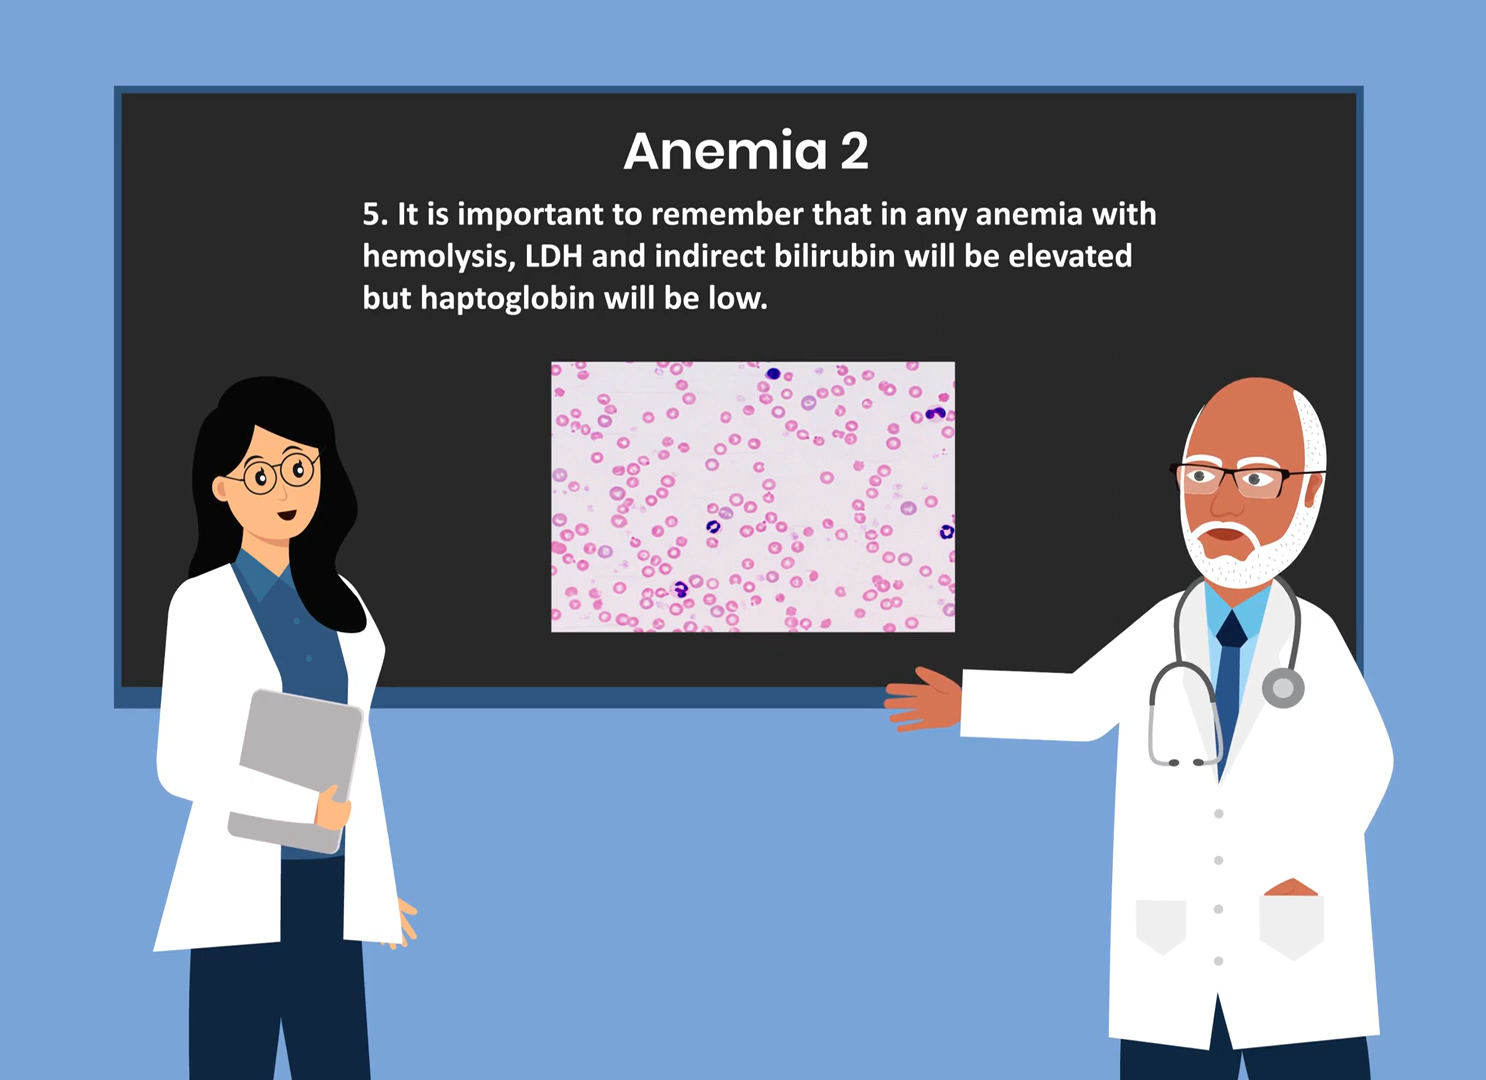 Anemia 2
5. It is important to remember that in any anemia with
hemolysis, LDH and indirect bilirubin will be elevated
but haptoglobin will be low.